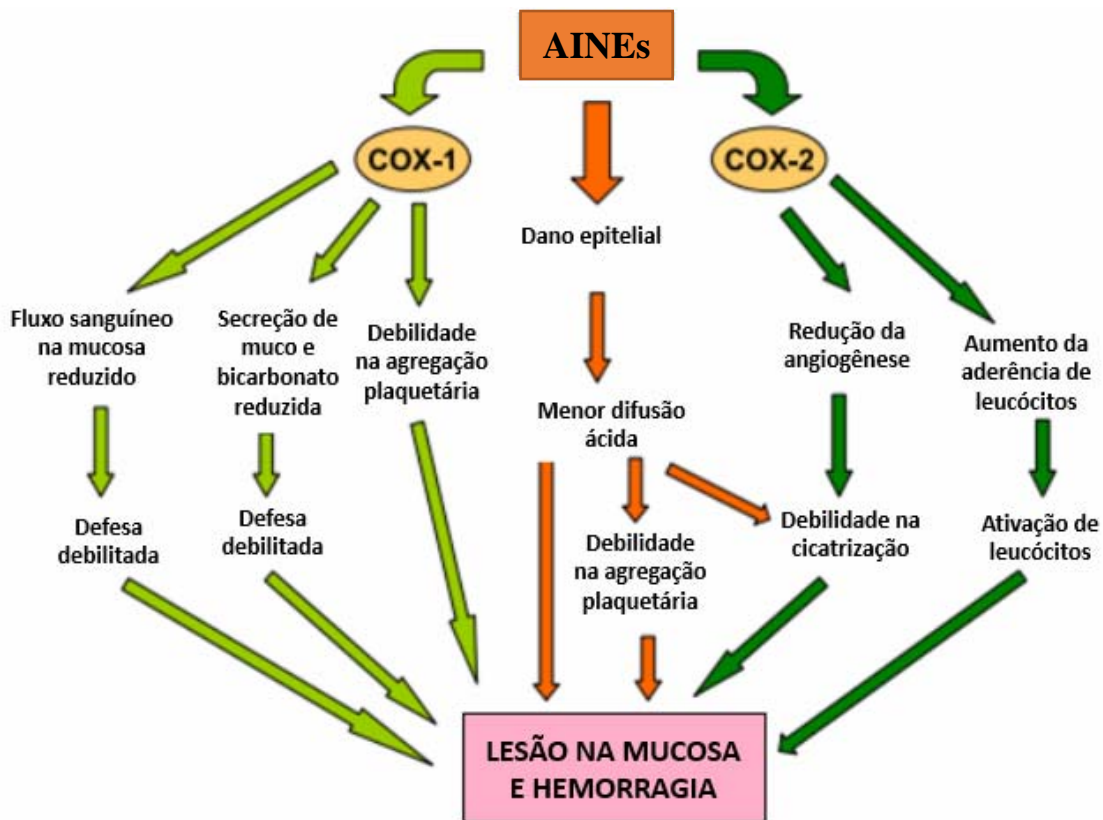 AINEs
COX-1
COX-2
Dano epitelial
Fluxo sanguíneo
na mucosa
reduzido
Secreção de
muco e
bicarbonato
reduzida
Debilidade
na agregação
plaquetária
Redução da
angiogênese
Aumento da
aderência de
leucócitos
Menor difusão
ácida
Defesa
debilitada
Defesa
debilitada
Debilidade
na agregação
plaquetária
Debilidade na
cicatrização
Ativação de
leucócitos
LESÃO NA MUCOSA
E HEMORRAGIA